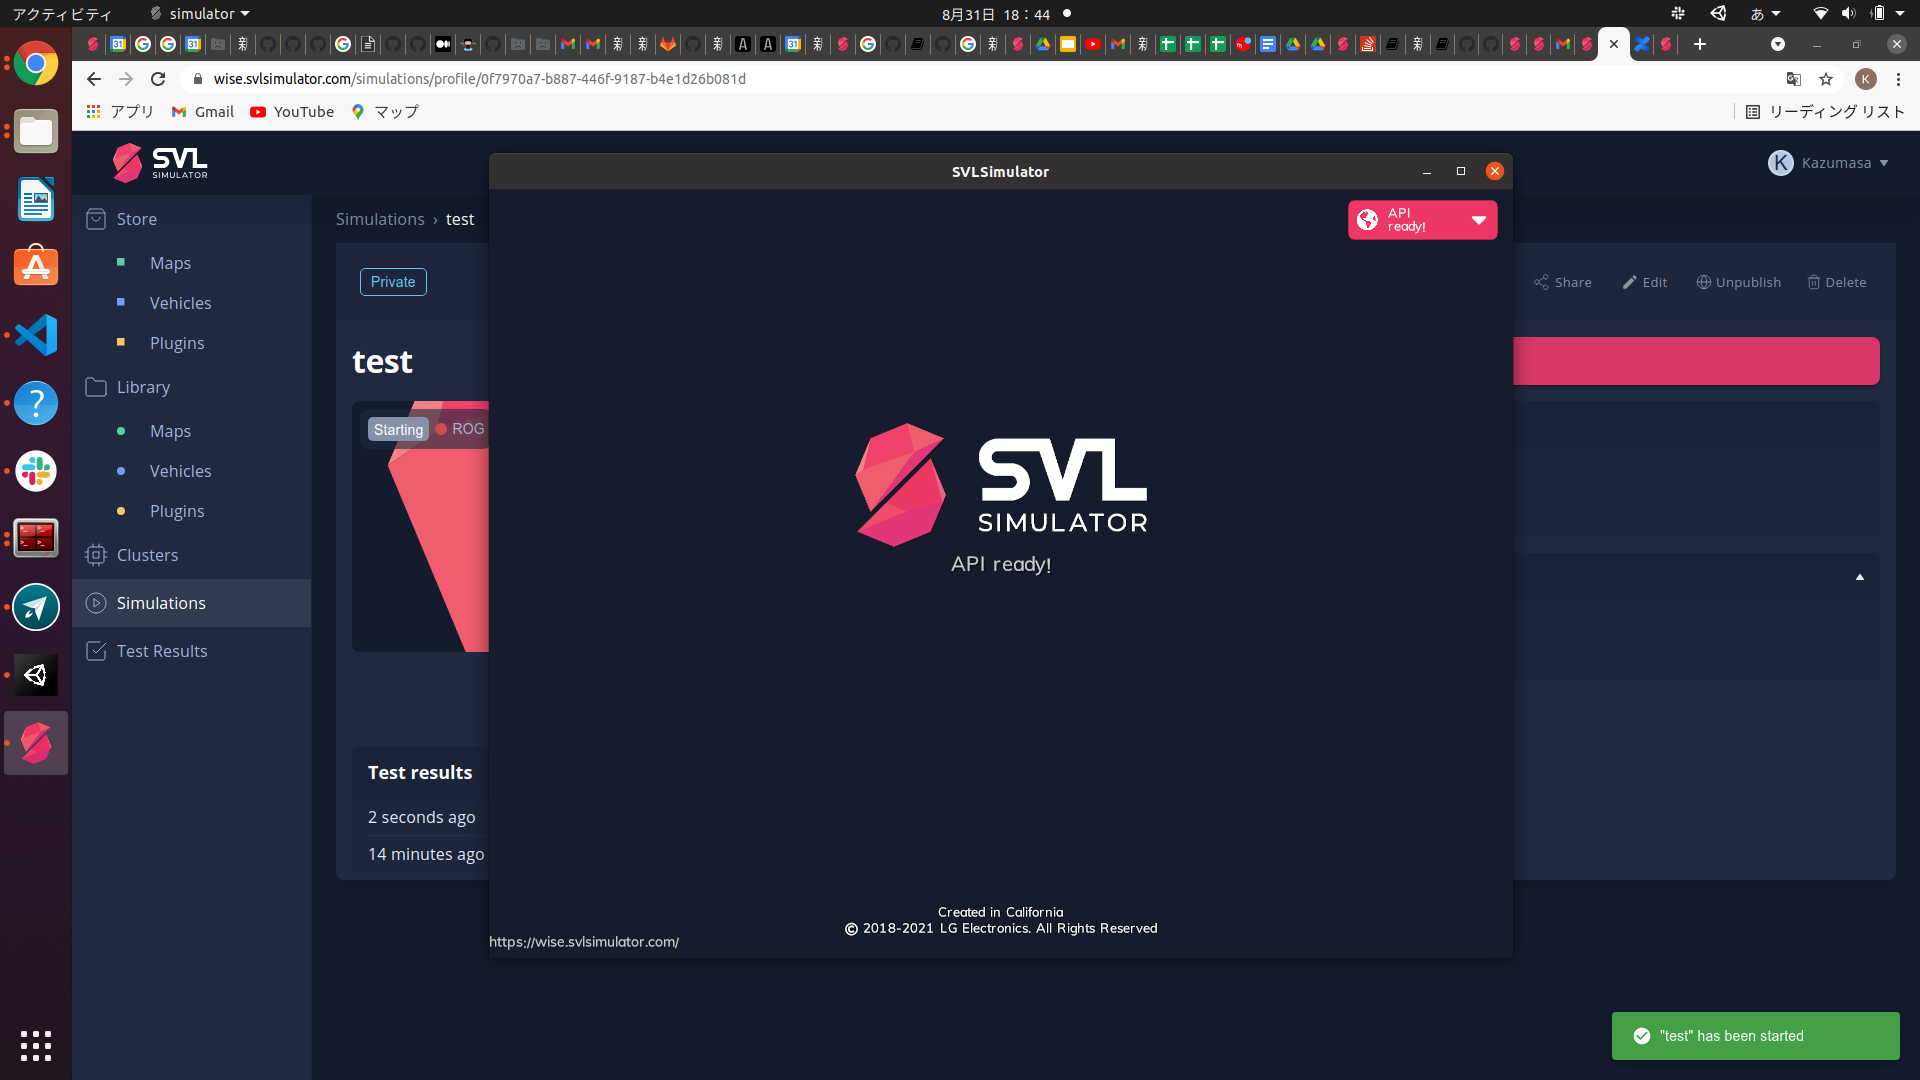 アクティビティ
simulator
8月31日 18：44
あ
wise.svlsimulator.com/simulations/profile/0f7970a7-b887-446f-9187-b4e1d26b081d
K
アプリ
Gmail
YouTube
マップ
リーディング リスト
SVL
SIMULATOR
K
Kazumasa
SVLSimulator
API
ready!
Store
Maps
Vehicles
Plugins
Library
Maps
Vehicles
Plugins
Clusters
Simulations
Test Results
Simulations › test
Private
Share
Edit
Unpublish
Delete
test
Starting
ROG
SVL
SIMULATOR
API ready!
Test results
2 seconds ago
14 minutes ago
Created in California
© 2018-2021 LG Electronics. All Rights Reserved
https://wise.svlsimulator.com/
"test" has been started